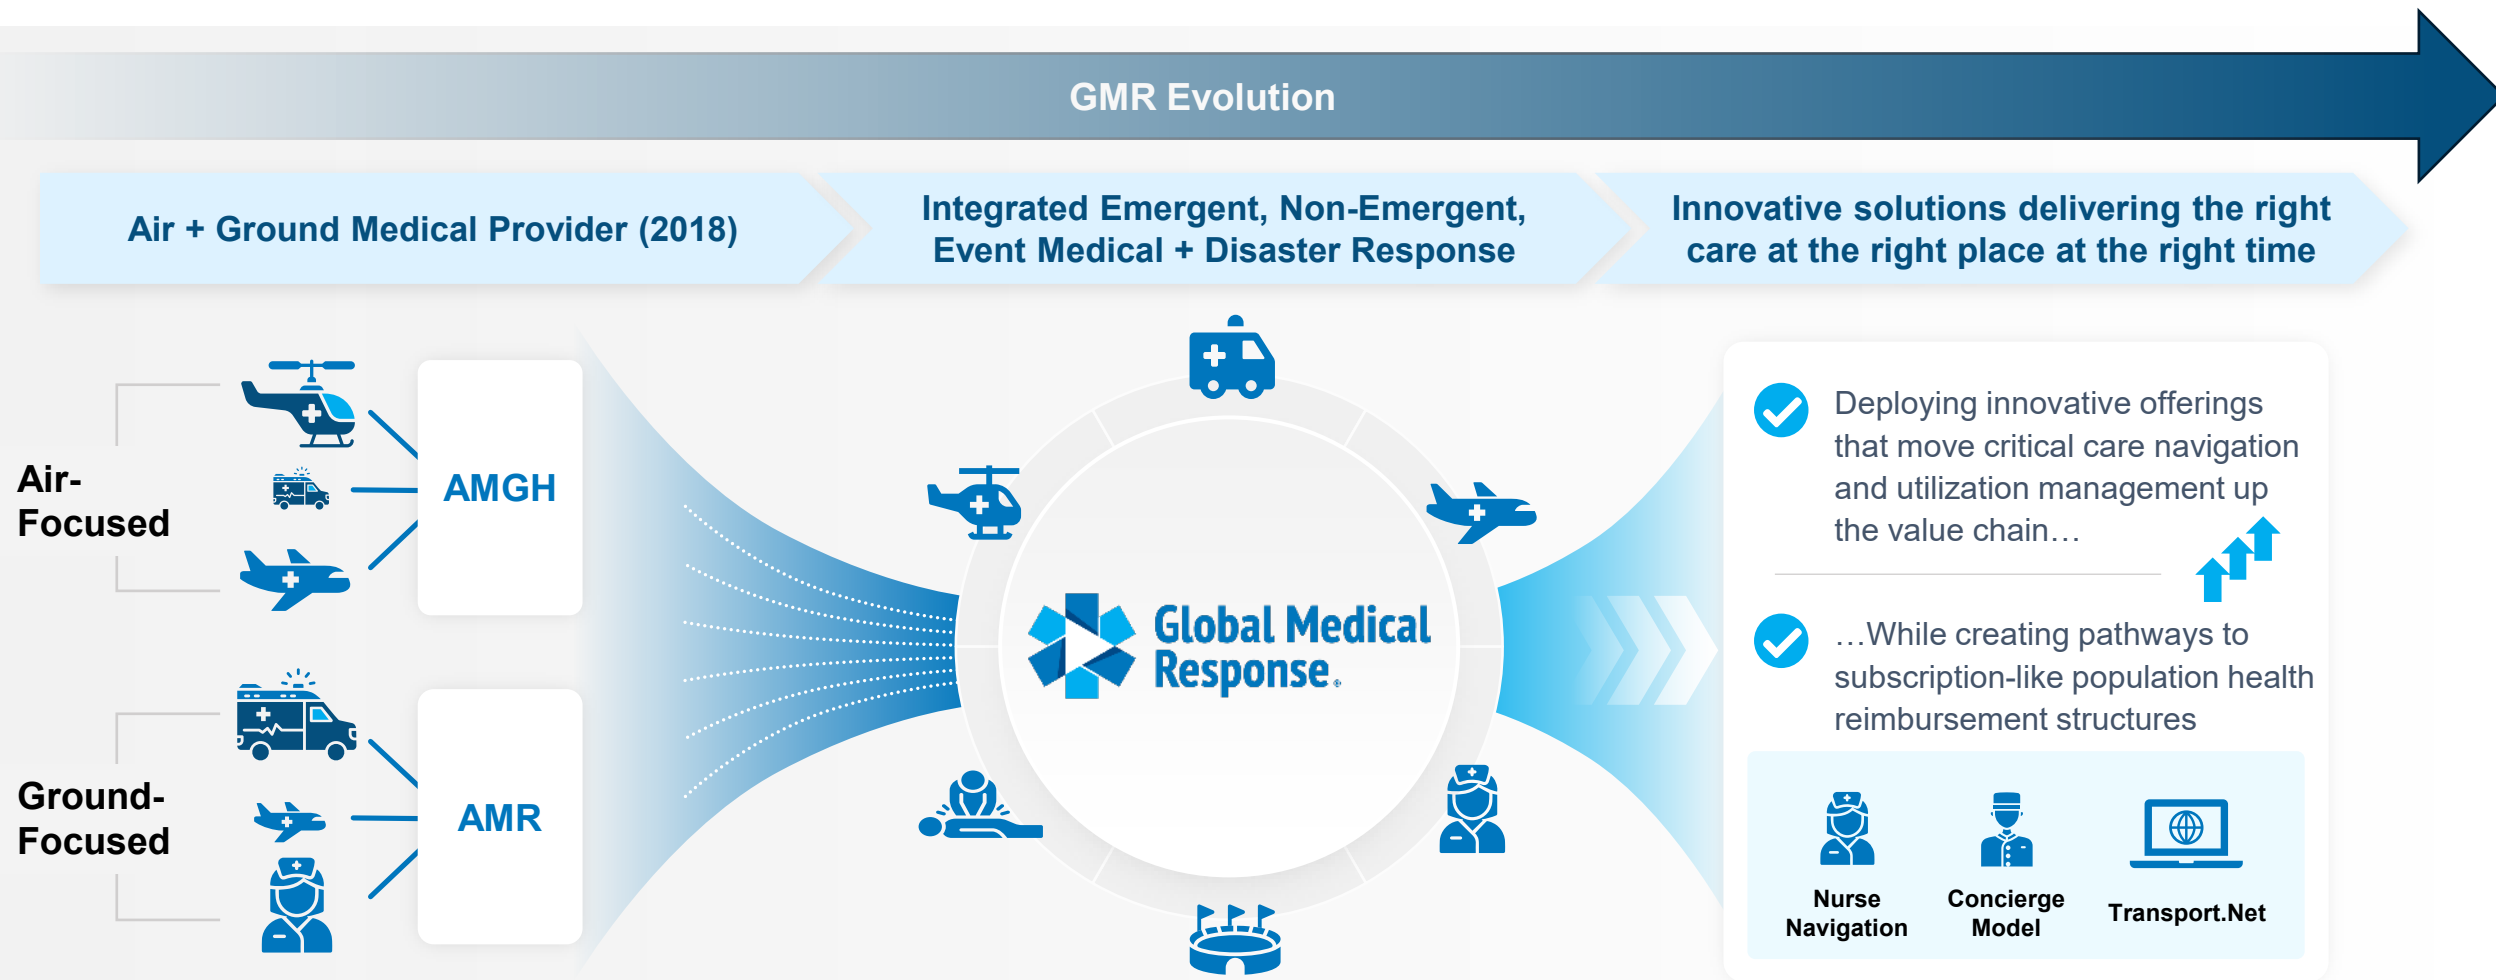 GMR Evolution
Air + Ground Medical Provider (2018)
Integrated Emergent, Non-Emergent,
Event Medical + Disaster Response
Innovative solutions delivering the right
care at the right place at the right time
Air-
Focused
AMGH
Ground-
Focused
AMR
Global Medical
Response®
Deploying innovative offerings
that move critical care navigation
and utilization management up
the value chain…
…While creating pathways to
subscription-like population health
reimbursement structures
Nurse
Navigation
Concierge
Model
Transport.Net